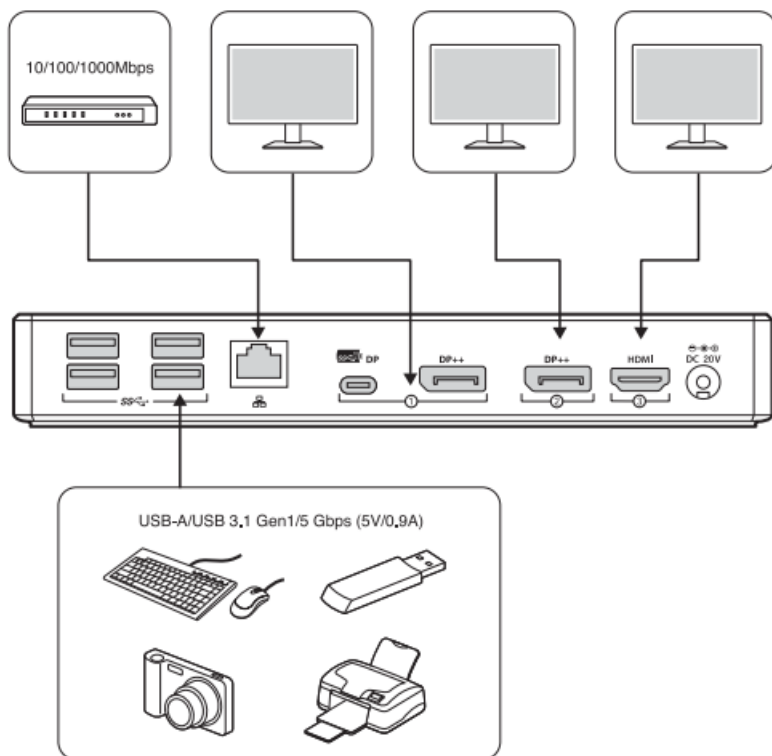 10/100/1000Mbps
DP
DP++
DP++
HDMI
DC 20V
SS
①
②
③
USB-A/USB 3.1 Gen1/5 Gbps (5V/0.9A)